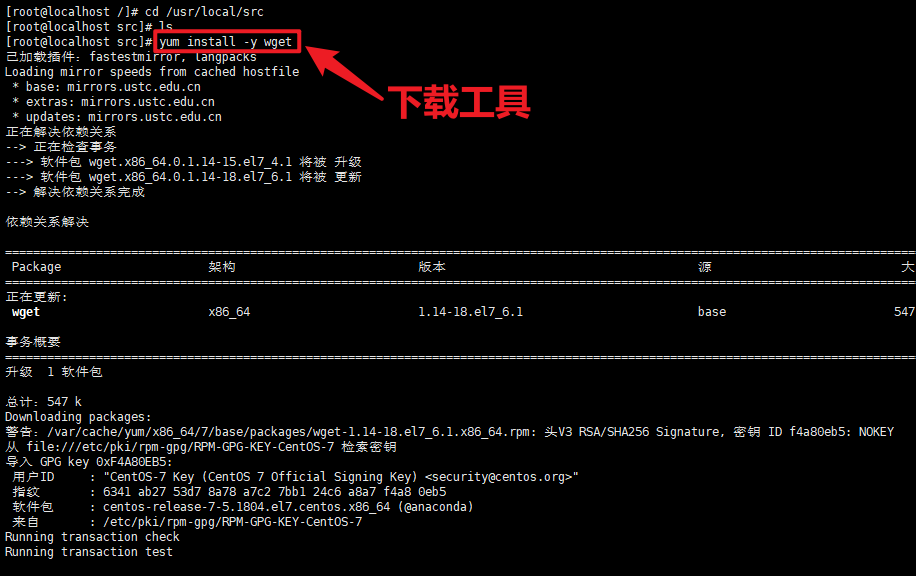 [root@localhost /]# cd /usr/local/src
[root@localhost src]# ls
[root@localhost src]# yum install -y wget
已加载插件：fastestmirror, langpacks
Loading mirror speeds from cached hostfile
 * base: mirrors.ustc.edu.cn
 * extras: mirrors.ustc.edu.cn
 * updates: mirrors.ustc.edu.cn
下载工具
正在解决依赖关系
--> 正在检查事务
---> 软件包 wget.x86_64.0.1.14-15.el7_4.1 将被 升级
---> 软件包 wget.x86_64.0.1.14-18.el7_6.1 将被 更新
--> 解决依赖关系完成
依赖关系解决
================================================================================
 Package 架构 版本 源 大
================================================================================
正在更新:
 wget x86_64 1.14-18.el7_6.1 base 547
事务概要
================================================================================
升级  1 软件包
总计：547 k
Downloading packages:
警告：/var/cache/yum/x86_64/7/base/packages/wget-1.14-18.el7_6.1.x86_64.rpm: 头V3 RSA/SHA256 Signature, 密钥 ID f4a80eb5: NOKEY
从 file:///etc/pki/rpm-gpg/RPM-GPG-KEY-CentOS-7 检索密钥
导入 GPG key 0xF4A80EB5:
 用户ID     : "CentOS-7 Key (CentOS 7 Official Signing Key) <security@centos.org>"
 指纹       : 6341 ab27 53d7 8a78 a7c2 7bb1 24c6 a8a7 f4a8 0eb5
 软件包     : centos-release-7-5.1804.el7.centos.x86_64 (@anaconda)
 来自       : /etc/pki/rpm-gpg/RPM-GPG-KEY-CentOS-7
Running transaction check
Running transaction test